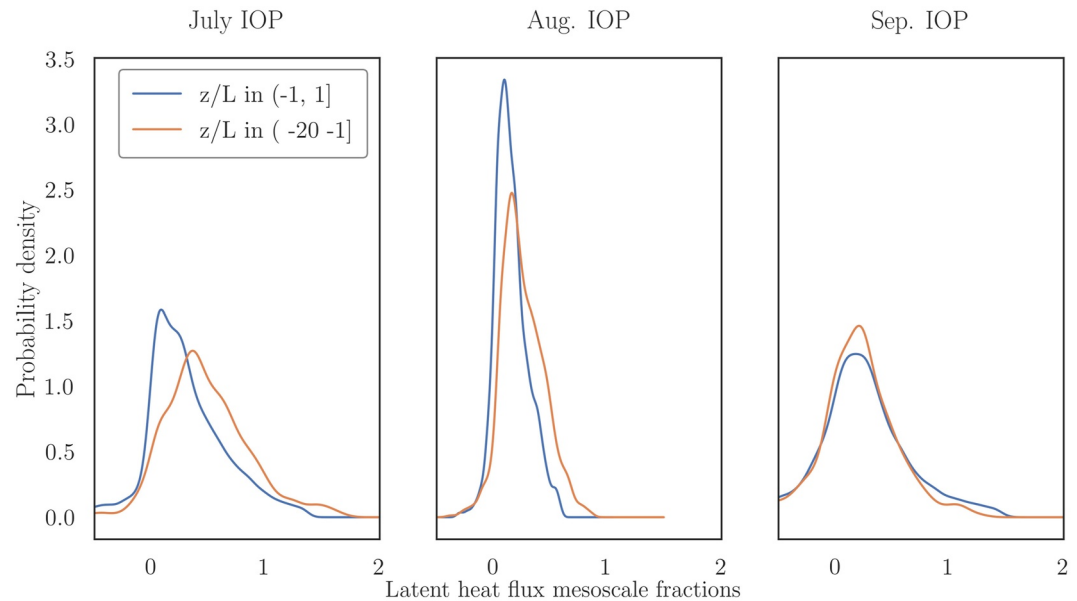 July IOP
Aug. IOP
Sep. IOP
z/L in (-1, 1]
z/L in ( -20 -1]
Probability density
3.5
3.0
2.5
2.0
1.5
1.0
0.5
0.0
0 1 2
0 1 2
0 1 2
Latent heat flux mesoscale fractions